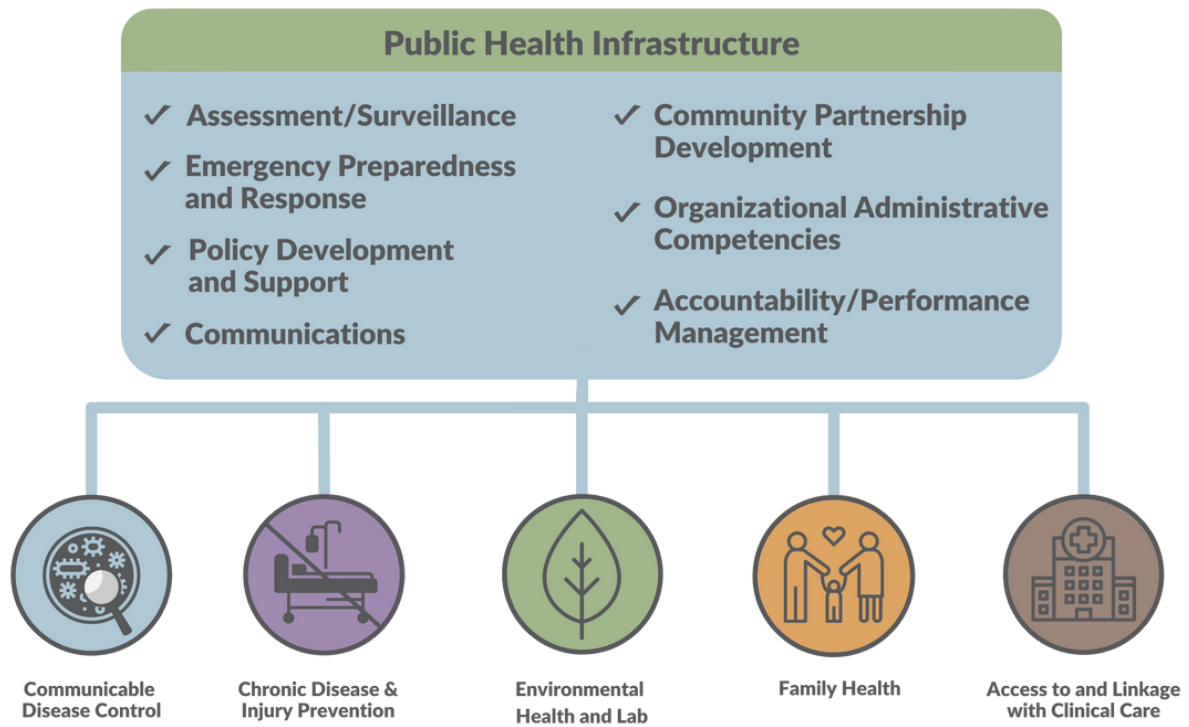 Public Health Infrastructure
Assessment/Surveillance
Emergency Preparedness
and Response
Policy Development
and Support
Communications
Community Partnership
Development
Organizational Administrative
Competencies
Accountability/Performance
Management
Communicable
Disease Control
Chronic Disease &
Injury Prevention
Environmental
Health and Lab
Family Health
Access to and Linkage
with Clinical Care